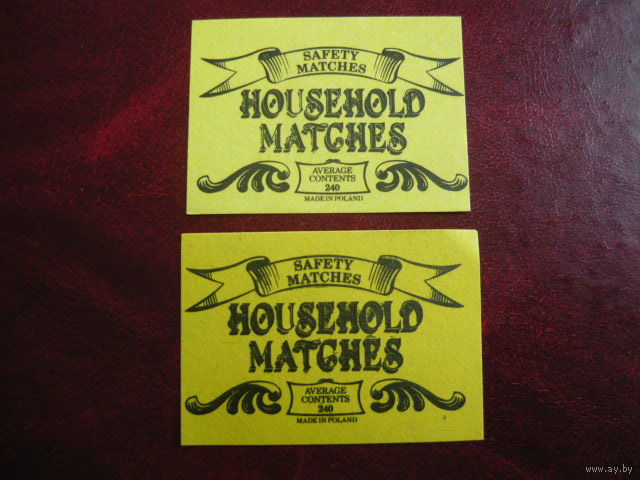 SAFETY
MATCHES
HOUSEHOLD
MATCHES
AVERAGE
CONTENTS
240
MADE IN POLAND
SAFETY
MATCHES
HOUSEHOLD
MATCHES
AVERAGE
CONTENTS
240
MADE IN POLAND
© www.ay.by